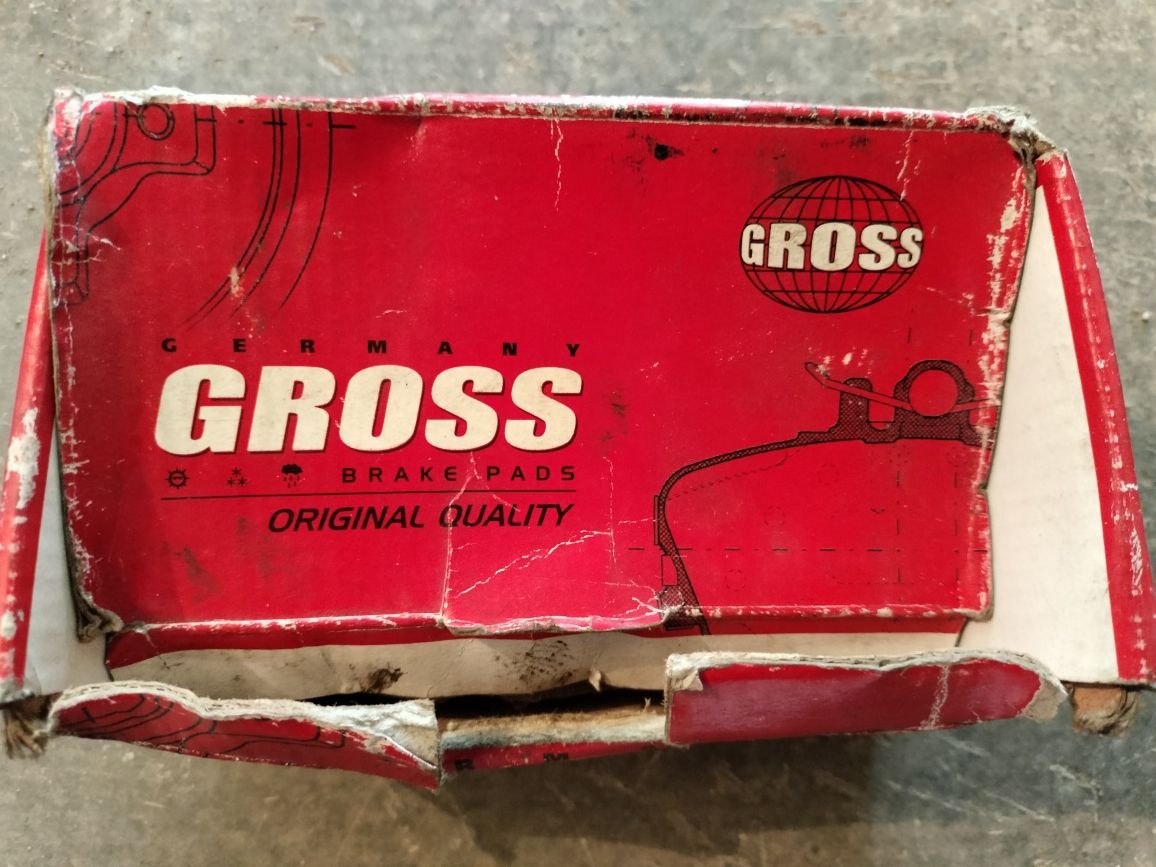 GROSS
GERMANY
GROSS
BRAKE PADS
ORIGINAL QUALITY